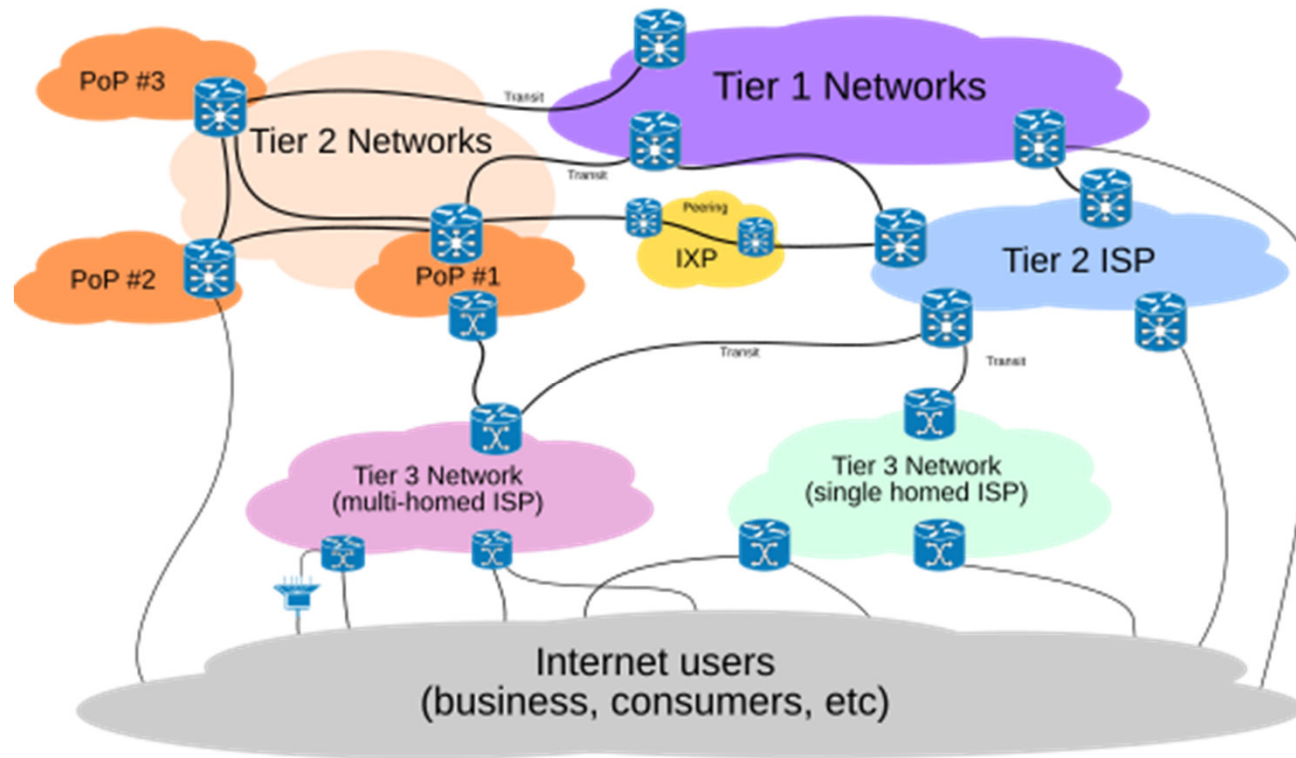 PoP #3
Transit
Tier 1 Networks
Tier 2 Networks
Transit
Peering
IXP
PoP #2
PoP #1
Tier 2 ISP
Transit
Transit
Tier 3 Network
(multi-homed ISP)
Tier 3 Network
(single homed ISP)
Internet users
(business, consumers, etc)